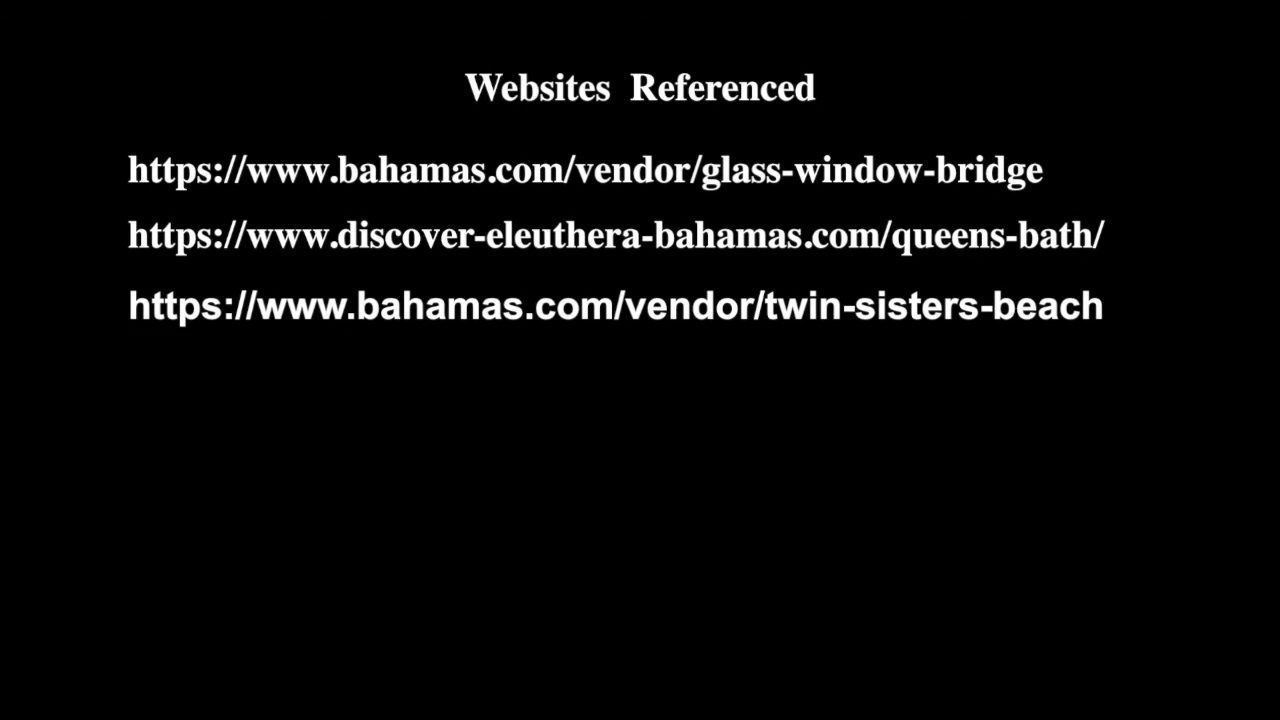 Websites Referenced
https://www.bahamas.com/vendor/glass-window-bridge
https://www.discover-eleuthera-bahamas.com/queens-bath/
https://www.bahamas.com/vendor/twin-sisters-beach